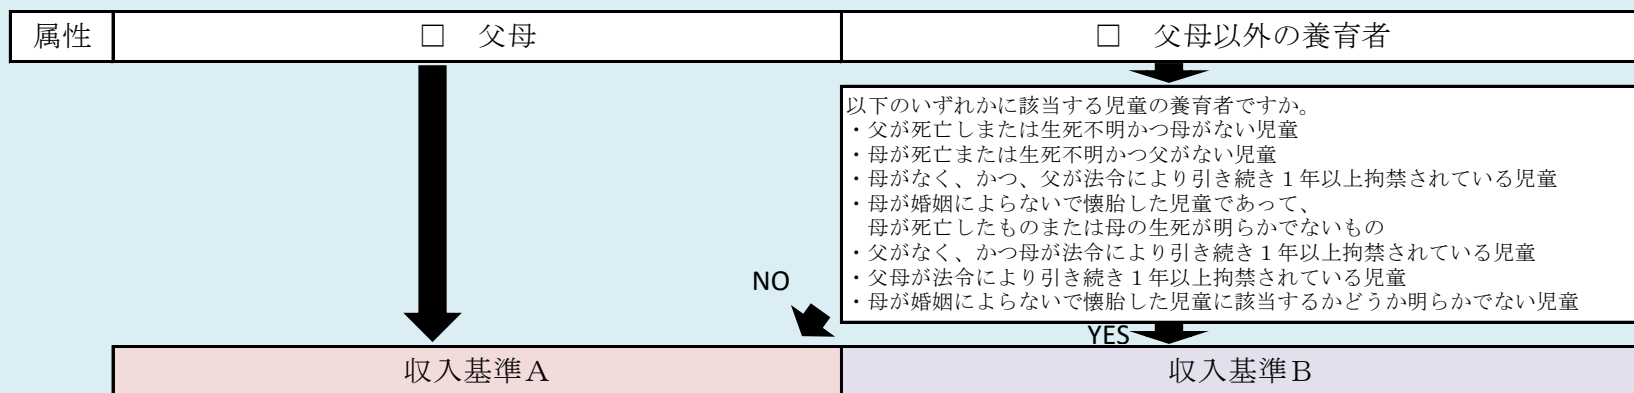 属性 □ 父母 □ 父母以外の養育者
以下のいずれかに該当する児童の養育者ですか。
・父が死亡しまたは生死不明かつ母がない児童
・母が死亡または生死不明かつ父がない児童
・母がなく、かつ、父が法令により引き続き１年以上拘禁されている児童
・母が婚姻によらないで懐胎した児童であって、
母が死亡したものまたは母の生死が明らかでないもの
・父がなく、かつ母が法令により引き続き１年以上拘禁されている児童
・父母が法令により引き続き１年以上拘禁されている児童
・母が婚姻によらないで懐胎した児童に該当するかどうか明らかでない児童
NO
YES
収入基準Ａ 収入基準Ｂ